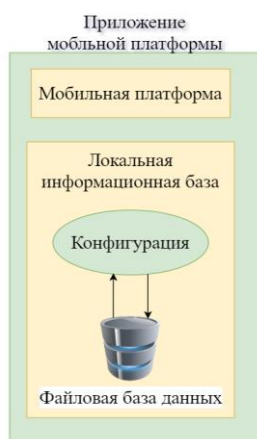 Приложение
мобльной платформы
Мобильная платформа
Локальная
информационная база
Конфигурация
Файловая база данных